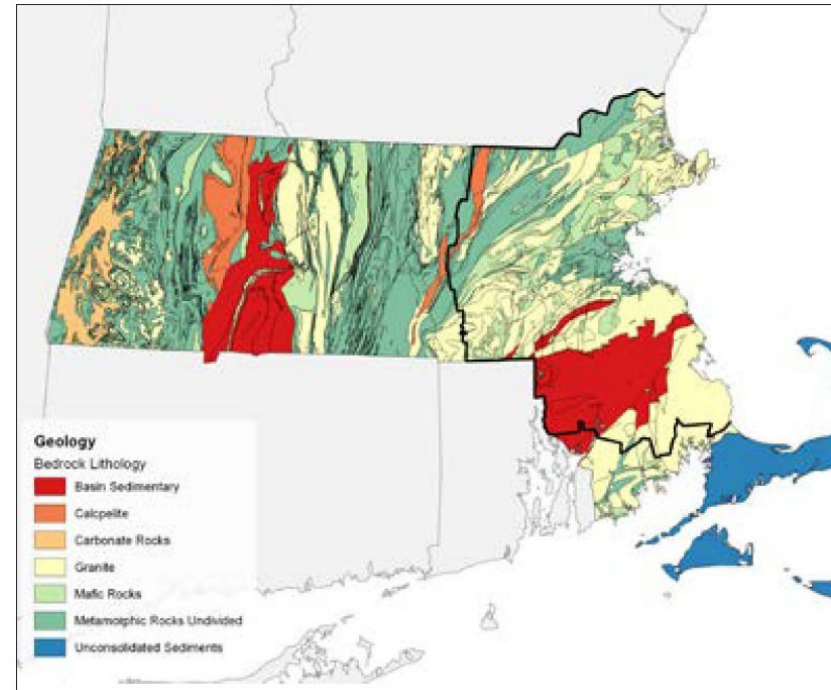 Geology
Bedrock Lithology
Basin Sedimentary
Calcpelite
Carbonate Rocks
Granite
Mafic Rocks
Metamorphic Rocks Undivided
Unconsolidated Sediments